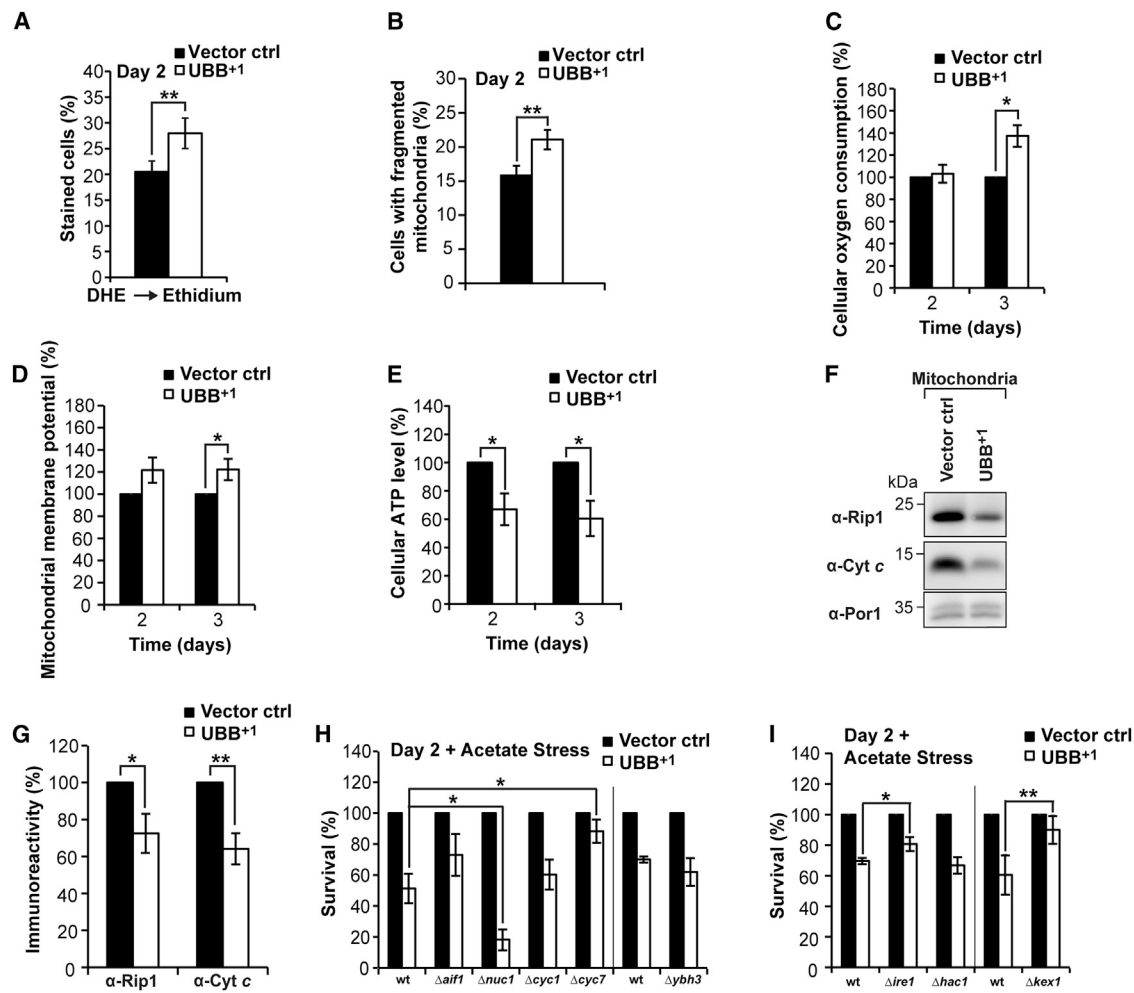 A
Vector ctrl
UBB+1
Day 2
**
Stained cells (%)
40
35
30
25
20
15
10
5
0
DHE → Ethidium
B
Vector ctrl
UBB+1
Day 2
**
Cells with fragmented
mitochondria (%)
30
25
20
15
10
5
0
C
Vector ctrl
UBB+1
*
Cellular oxygen consumption (%)
180
160
140
120
100
80
140
60
20
0
2 3
Time (days)
D
Vector ctrl
UBB+1
*
Mitochondrial membrane potential (%)
180
160
140
120
100
80
60
40
20
0
2 3
Time (days)
E
Vector ctrl
UBB+1
* *
Cellular ATP level (%)
140
120
100
80
60
40
20
0
2 3
Time (days)
F
Mitochondria
Vector ctrl
UBB+1
kDa
25
α-Rip1
15
α-Cyt c
35
α-Por1
G
Vector ctrl
UBB+1
* **
Immunoreactivity (%)
120
100
80
60
40
20
0
α-Rip1 α-Cyt c
H
Day 2 + Acetate Stress
Vector ctrl
UBB+1
*
*
Survival (%)
140
120
100
80
60
40
20
0
wt Δaif1 Δnuc1 Δcyc1 Δcyc7 wt Δybh3
I
Day 2 +
Acetate Stress
Vector ctrl
UBB+1
* **
Survival (%)
140
120
100
80
60
40
20
0
wt Δire1 Δhac1 wt Δkex1